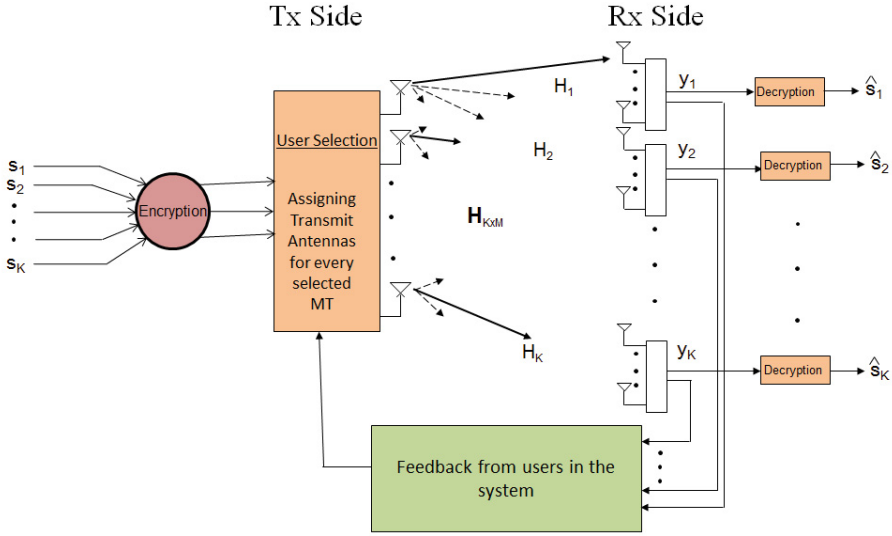 Tx Side
Rx Side
s1
s2
sK
Encryption
User Selection
Assigning
Transmit
Antennas
for every
selected
MT
H1
H2
HKxM
HK
y1
y2
yK
Decryption
Decryption
Decryption
ŝ1
ŝ2
ŝK
Feedback from users in the
system